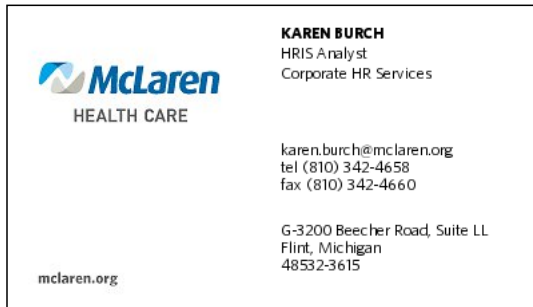 McLaren
HEALTH CARE
mclaren.org
KAREN BURCH
HRIS Analyst
Corporate HR Services
karen.burch@mclaren.org
tel (810) 342-4658
fax (810) 342-4660
G-3200 Beecher Road, Suite LL
Flint, Michigan
48532-3615